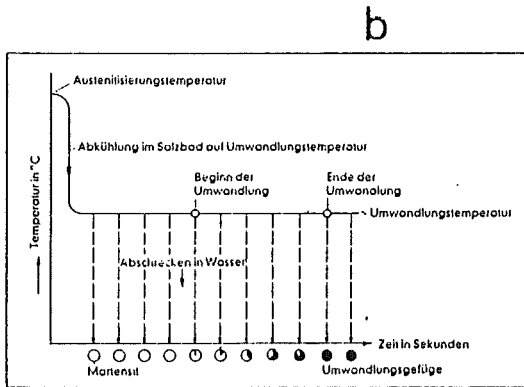 b
Austenitisierungstemperatur
Abkühlung im Salzbad auf Umwandlungstemperatur
Beginn der
Umwandlung
Ende der
Umwandlung
Umwandlungstemperatur
Temperatur in °C
Abschrecken in Wasser
Zeit in Sekunden
Martensit
Umwandlungsgefüge